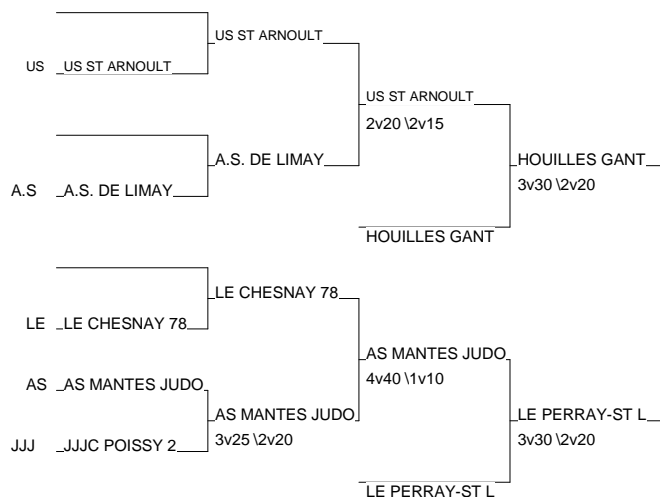 US ST ARNOULT
US US ST ARNOULT
US ST ARNOULT
2v20 \2v15
A.S. DE LIMAY
HOUILLES GANT
3v30 \2v20
A.S A.S. DE LIMAY
HOUILLES GANT
LE CHESNAY 78
LE LE CHESNAY 78
AS MANTES JUDO
4v40 \1v10
AS AS MANTES JUDO
AS MANTES JUDO
3v25 \2v20
LE PERRAY-ST L
3v30 \2v20
JJJ JJJC POISSY 2
LE PERRAY-ST L